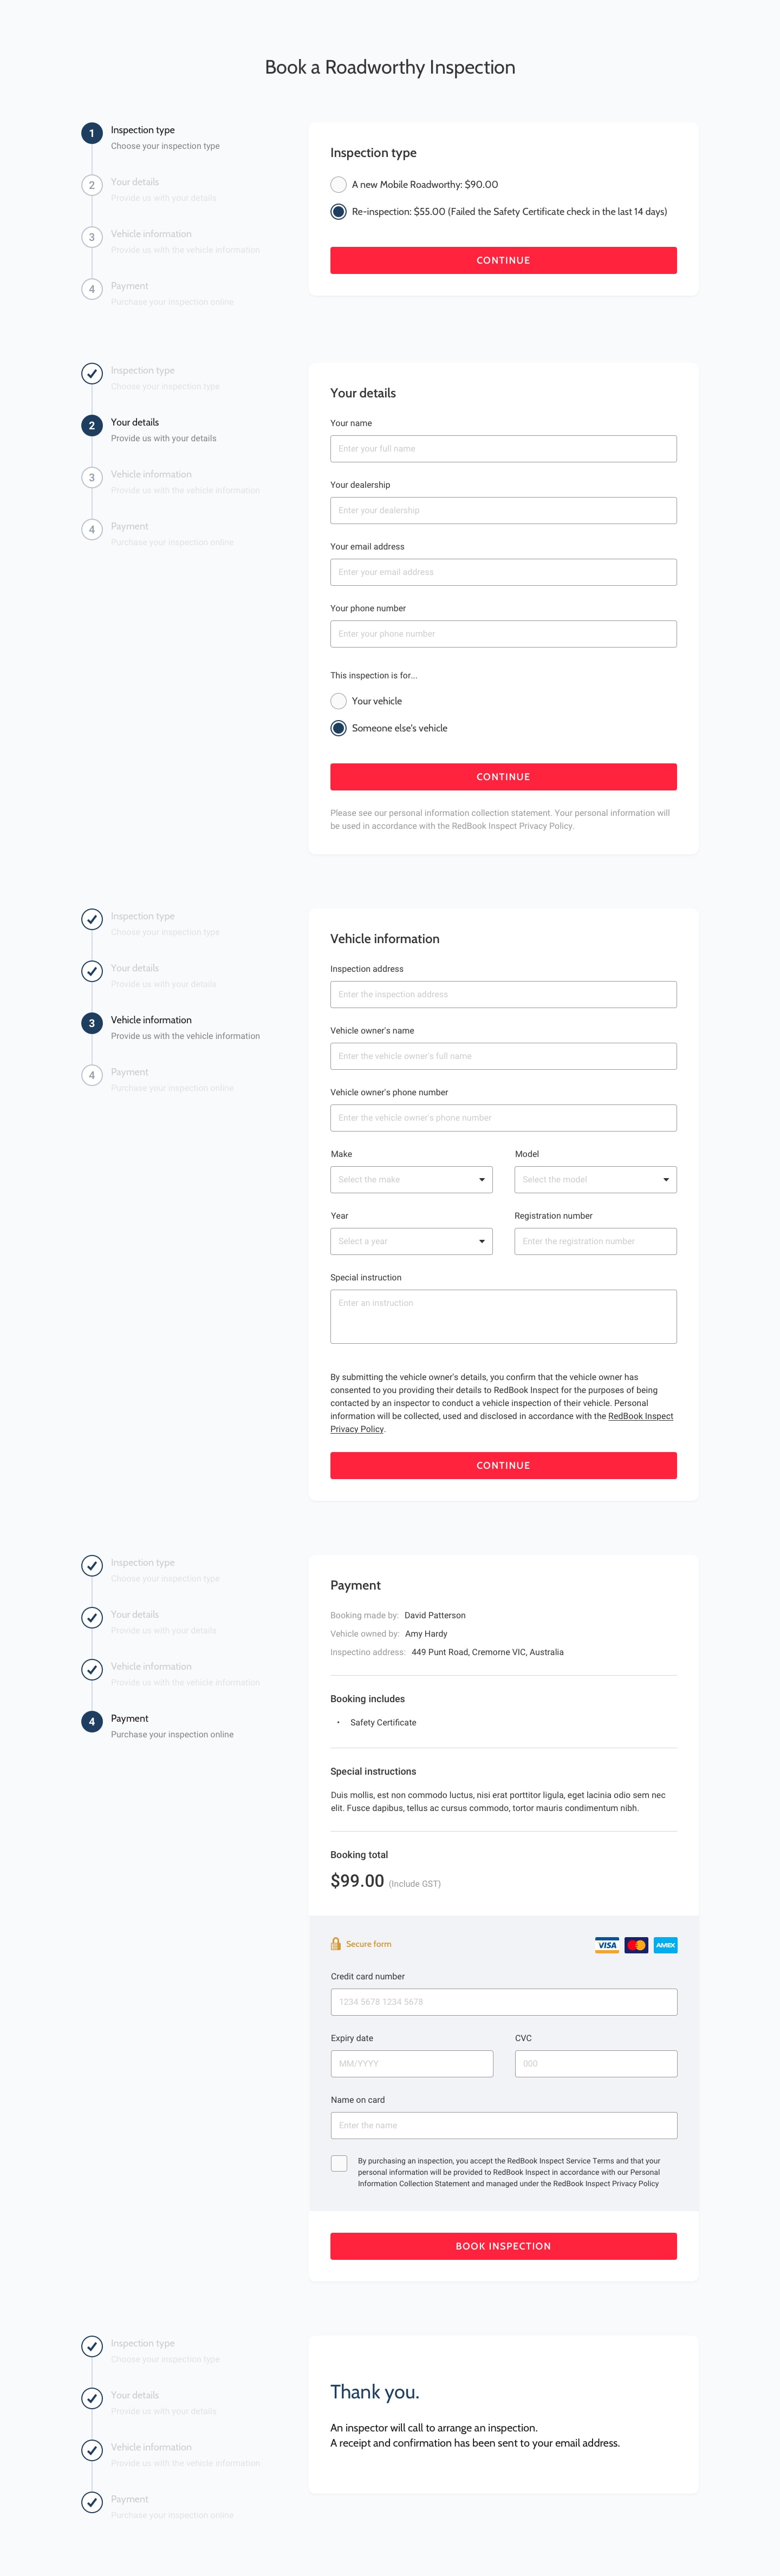 Book a Roadworthy Inspection
1
Inspection type
Choose your inspection type
2
Your details
Provide us with your details
3
Vehicle information
Provide us with the vehicle information
4
Payment
Purchase your inspection online
Inspection type
A new Mobile Roadworthy: $90.00
Re-inspection: $55.00 (Failed the Safety Certificate check in the last 14 days)
CONTINUE
Inspection type
Choose your inspection type
2
Your details
Provide us with your details
3
Vehicle information
Provide us with the vehicle information
4
Payment
Purchase your inspection online
Your details
Your name
Enter your full name
Your dealership
Enter your dealership
Your email address
Enter your email address
Your phone number
Enter your phone number
This inspection is for...
Your vehicle
Someone else's vehicle
CONTINUE
Please see our personal information collection statement. Your personal information will
be used in accordance with the RedBook Inspect Privacy Policy.
Inspection type
Choose your inspection type
Your details
Provide us with your details
3
Vehicle information
Provide us with the vehicle information
4
Payment
Purchase your inspection online
Vehicle information
Inspection address
Enter the inspection address
Vehicle owner's name
Enter the vehicle owner's full name
Vehicle owner's phone number
Enter the vehicle owner's phone number
Make
Model
Select the make
Select the model
Year
Registration number
Select a year
Enter the registration number
Special instruction
Enter an instruction
By submitting the vehicle owner's details, you confirm that the vehicle owner has
consented to you providing their details to RedBook Inspect for the purposes of being
contacted by an inspector to conduct a vehicle inspection of their vehicle. Personal
information will be collected, used and disclosed in accordance with the RedBook Inspect
Privacy Policy.
CONTINUE
Inspection type
Choose your inspection type
Your details
Provide us with your details
Vehicle information
Provide us with the vehicle information
4
Payment
Purchase your inspection online
Payment
Booking made by: David Patterson
Vehicle owned by: Amy Hardy
Inspectino address: 449 Punt Road, Cremorne VIC, Australia
Booking includes
• Safety Certificate
Special instructions
Duis mollis, est non commodo luctus, nisi erat porttitor ligula, eget lacinia odio sem nec
elit. Fusce dapibus, tellus ac cursus commodo, tortor mauris condimentum nibh.
Booking total
$99.00 (Include GST)
Secure form
VISA
AMEX
Credit card number
1234 5678 1234 5678
Expiry date
CVC
MM/YYYY
000
Name on card
Enter the name
By purchasing an inspection, you accept the RedBook Inspect Service Terms and that your
personal information will be provided to RedBook Inspect in accordance with our Personal
Information Collection Statement and managed under the RedBook Inspect Privacy Policy
BOOK INSPECTION
Inspection type
Choose your inspection type
Your details
Provide us with your details
Vehicle information
Provide us with the vehicle information
Payment
Purchase your inspection online
Thank you.
An inspector will call to arrange an inspection.
A receipt and confirmation has been sent to your email address.